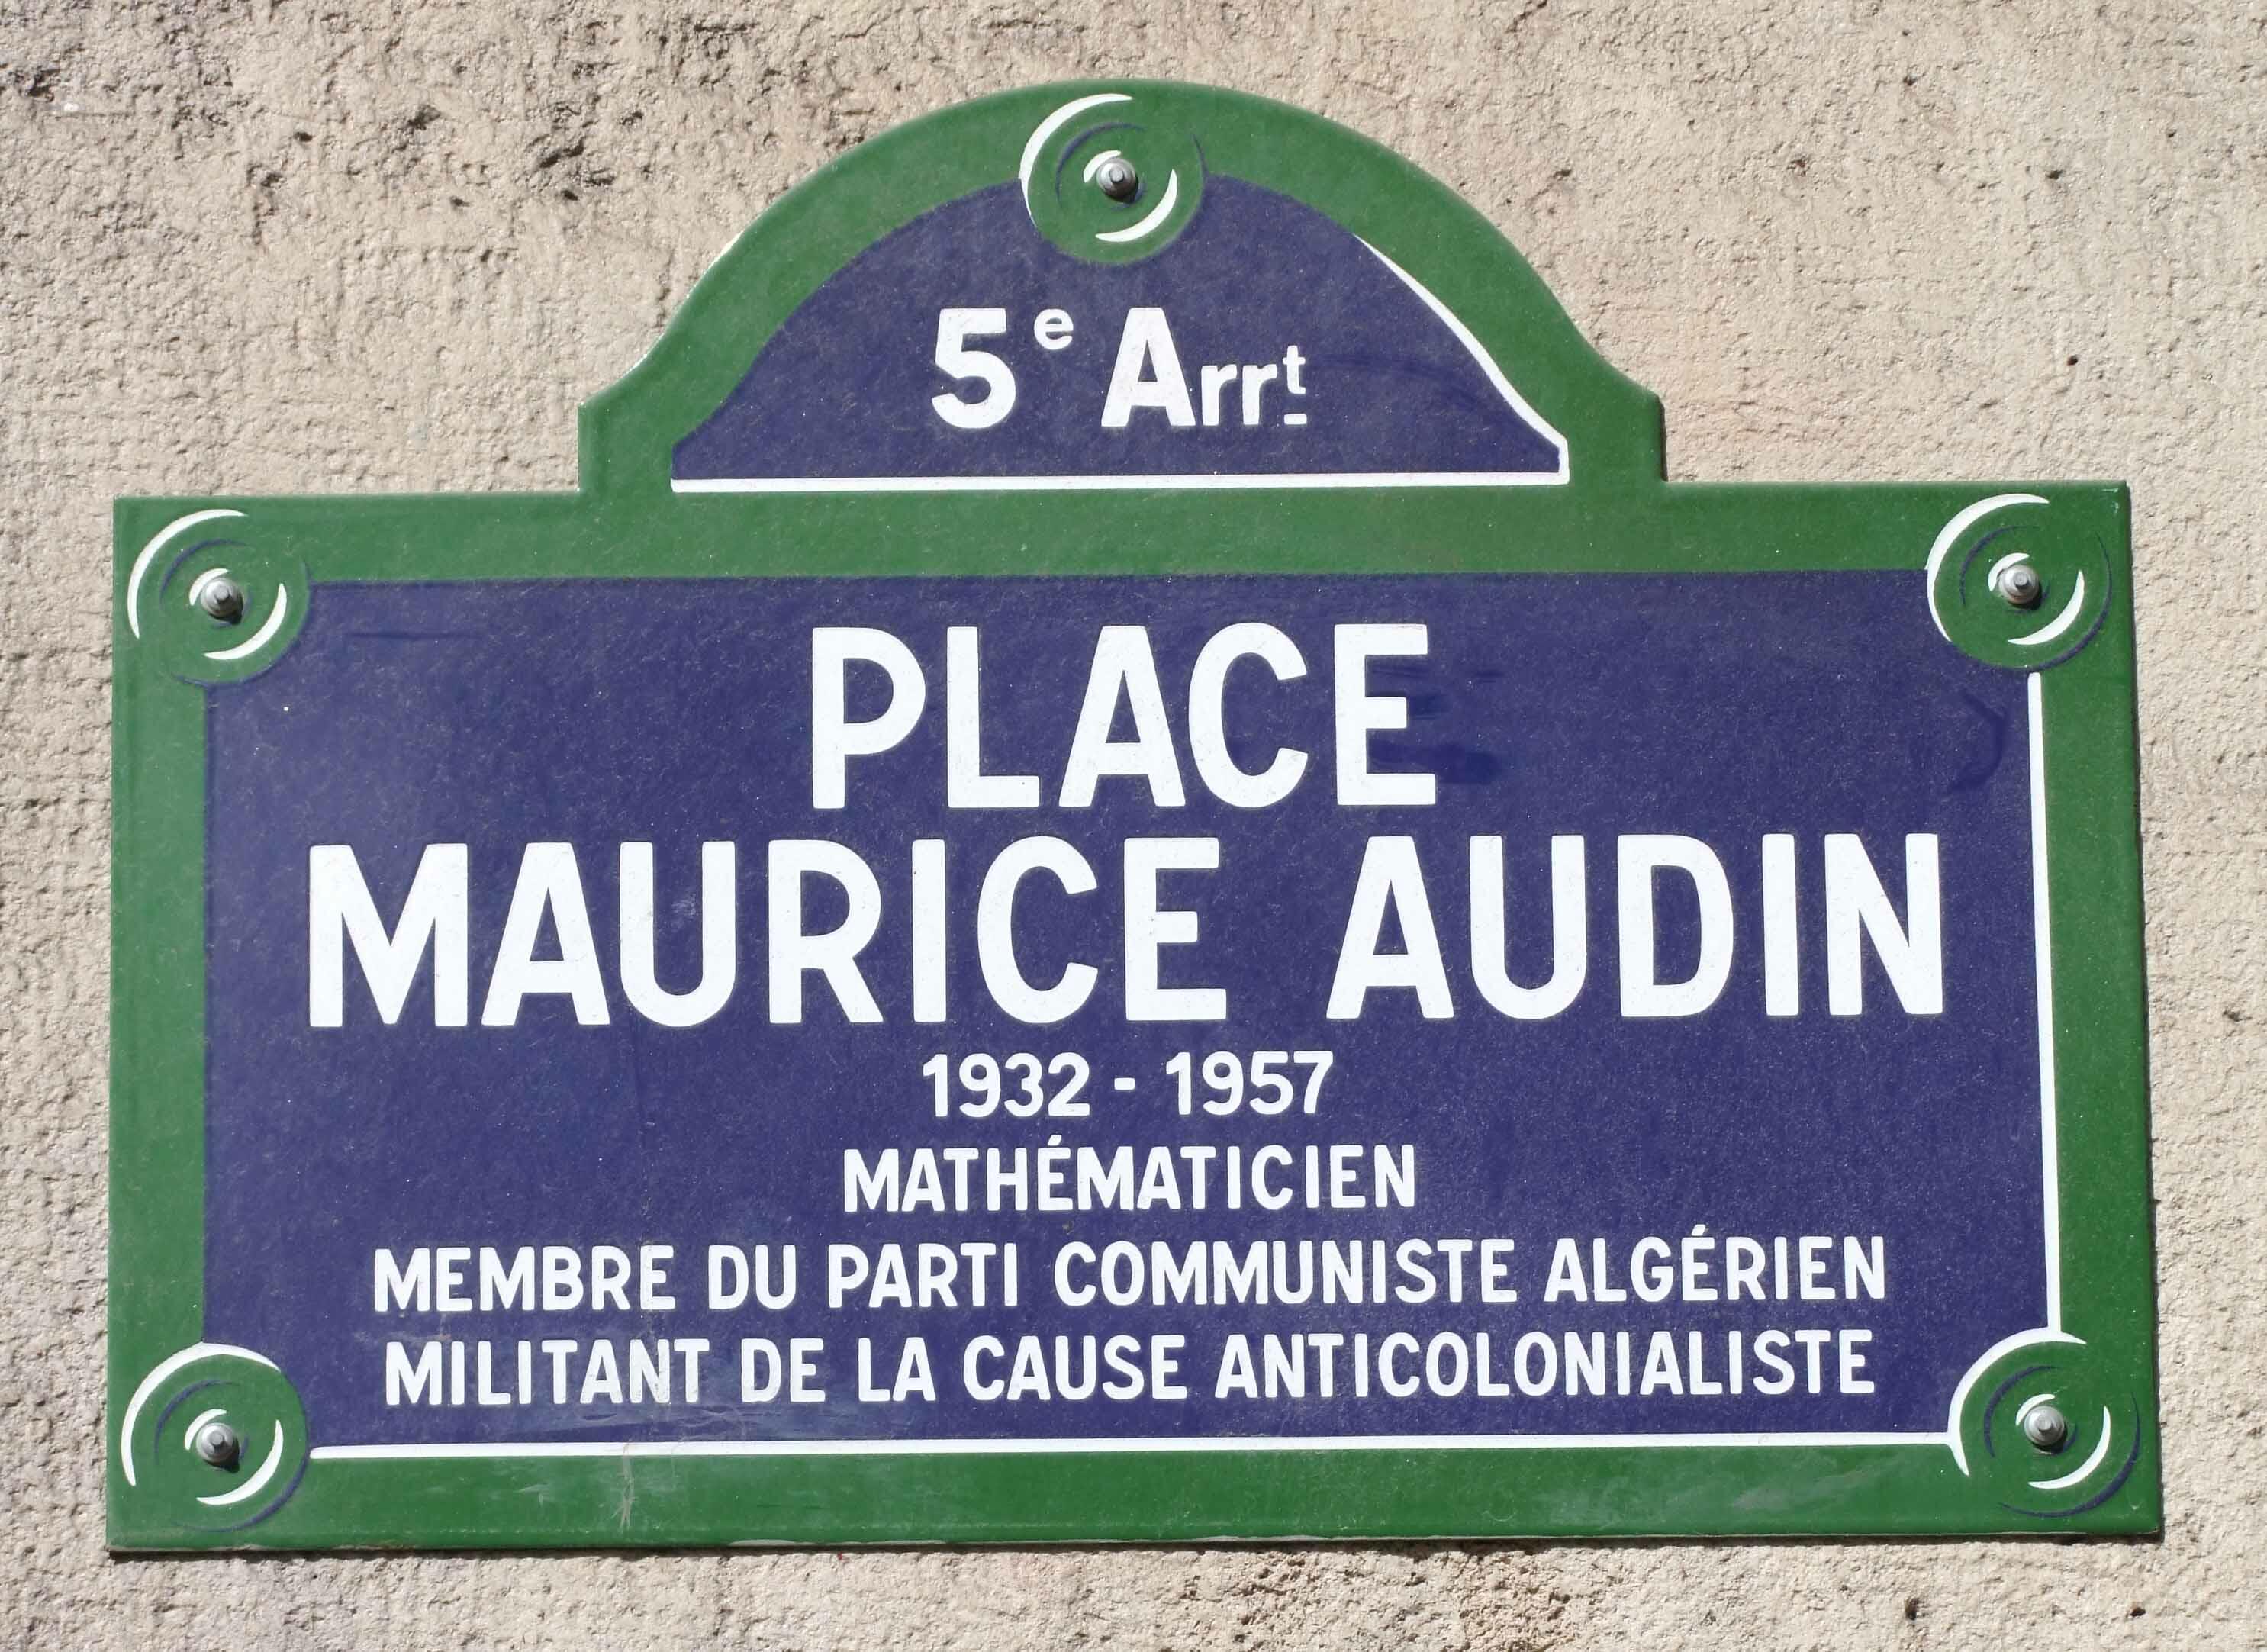 5e Arrt
PLACE
MAURICE AUDIN
1932 - 1957
MATHÉMATICIEN
MEMBRE DU PARTI COMMUNISTE ALGÉRIEN
MILITANT DE LA CAUSE ANTICOLONIALISTE